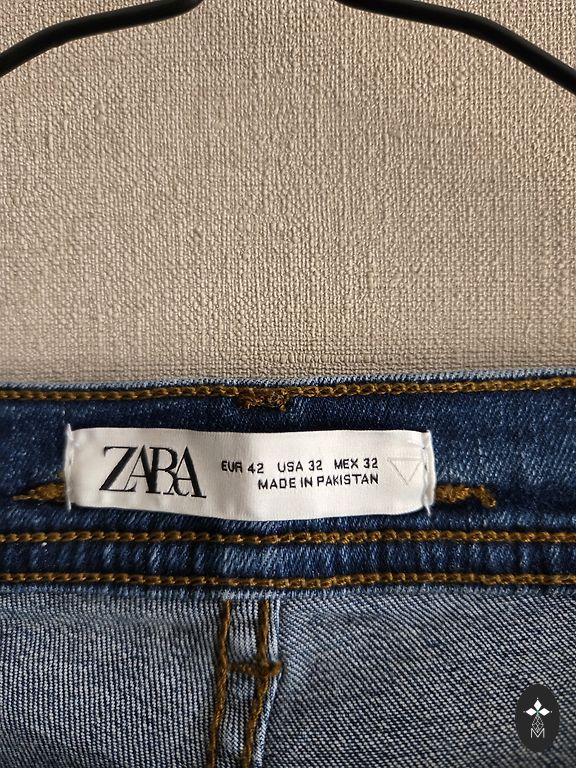 ZARA
EUR 42 USA 32 MEX 32
MADE IN PAKISTAN
M